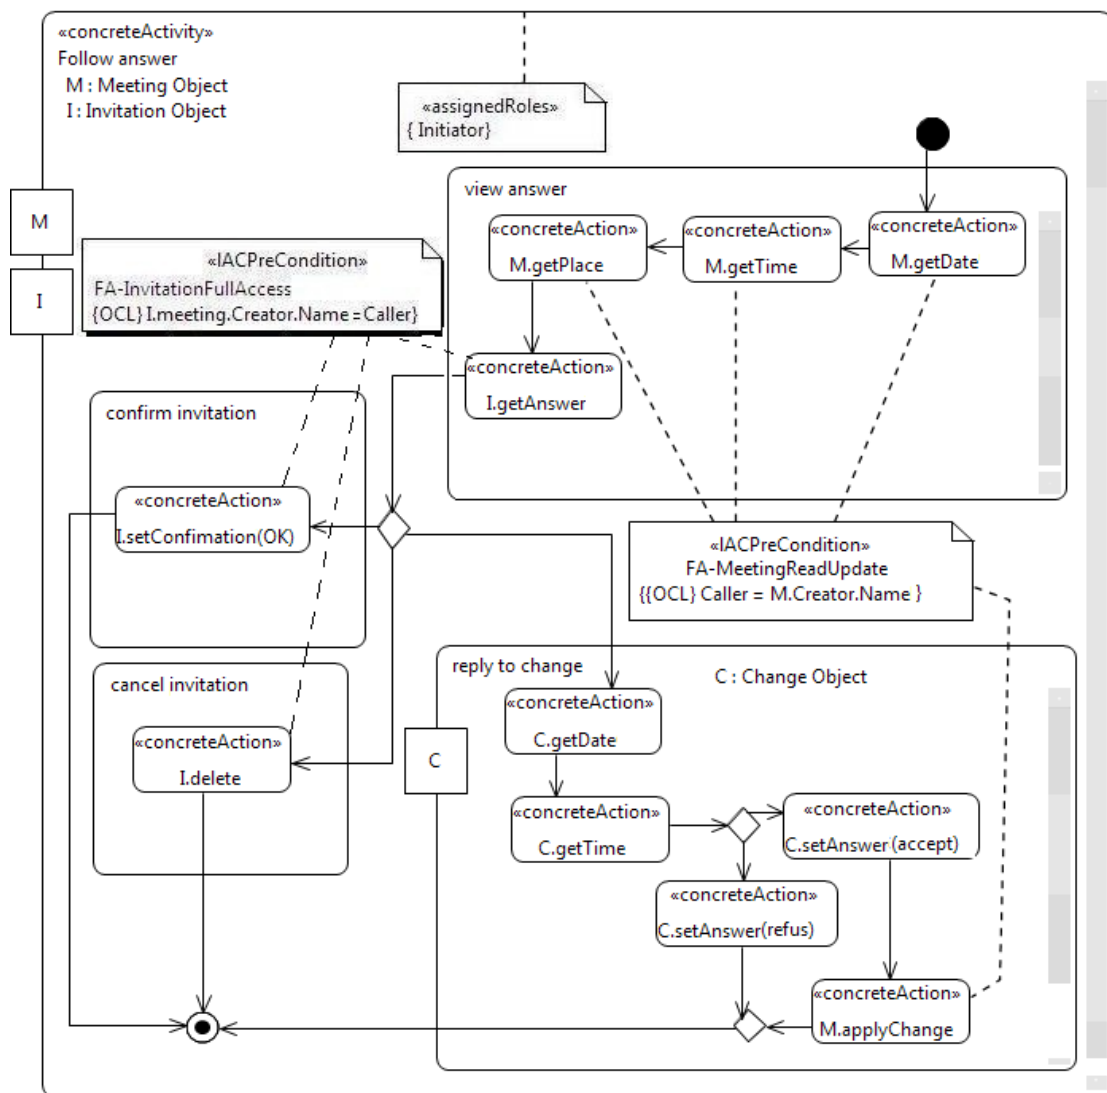 «concreteActivity»
Follow answer
M : Meeting Object
I : Invitation Object
«assignedRoles»
{ Initiator}
M
I
«IACPreCondition»
FA-InvitationFullAccess
{OCL} I.meeting.Creator.Name = Caller}
view answer
«concreteAction»
M.getPlace
«concreteAction»
M.getTime
«concreteAction»
M.getDate
«concreteAction»
I.getAnswer
confirm invitation
«concreteAction»
I.setConfimation(OK)
«IACPreCondition»
FA-MeetingReadUpdate
{{OCL} Caller = M.Creator.Name }
cancel invitation
«concreteAction»
I.delete
reply to change
C : Change Object
C
«concreteAction»
C.getDate
«concreteAction»
C.getTime
«concreteAction»
C.setAnswer(accept)
«concreteAction»
C.setAnswer(refus)
«concreteAction»
M.applyChange